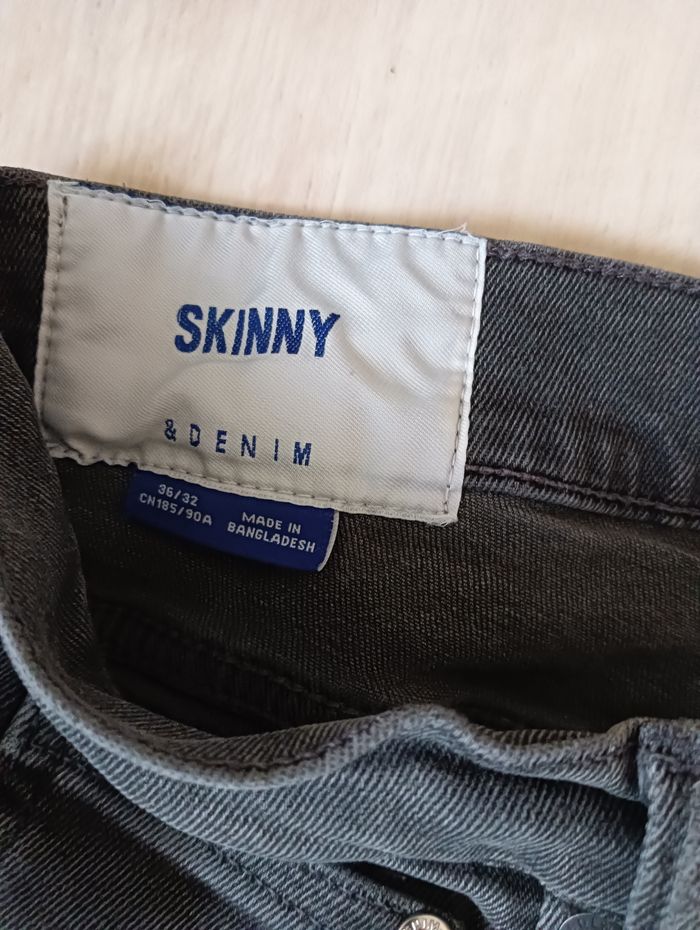 SKINNY
& DENIM
36/32
CN185/90A
MADE IN
BANGLADESH